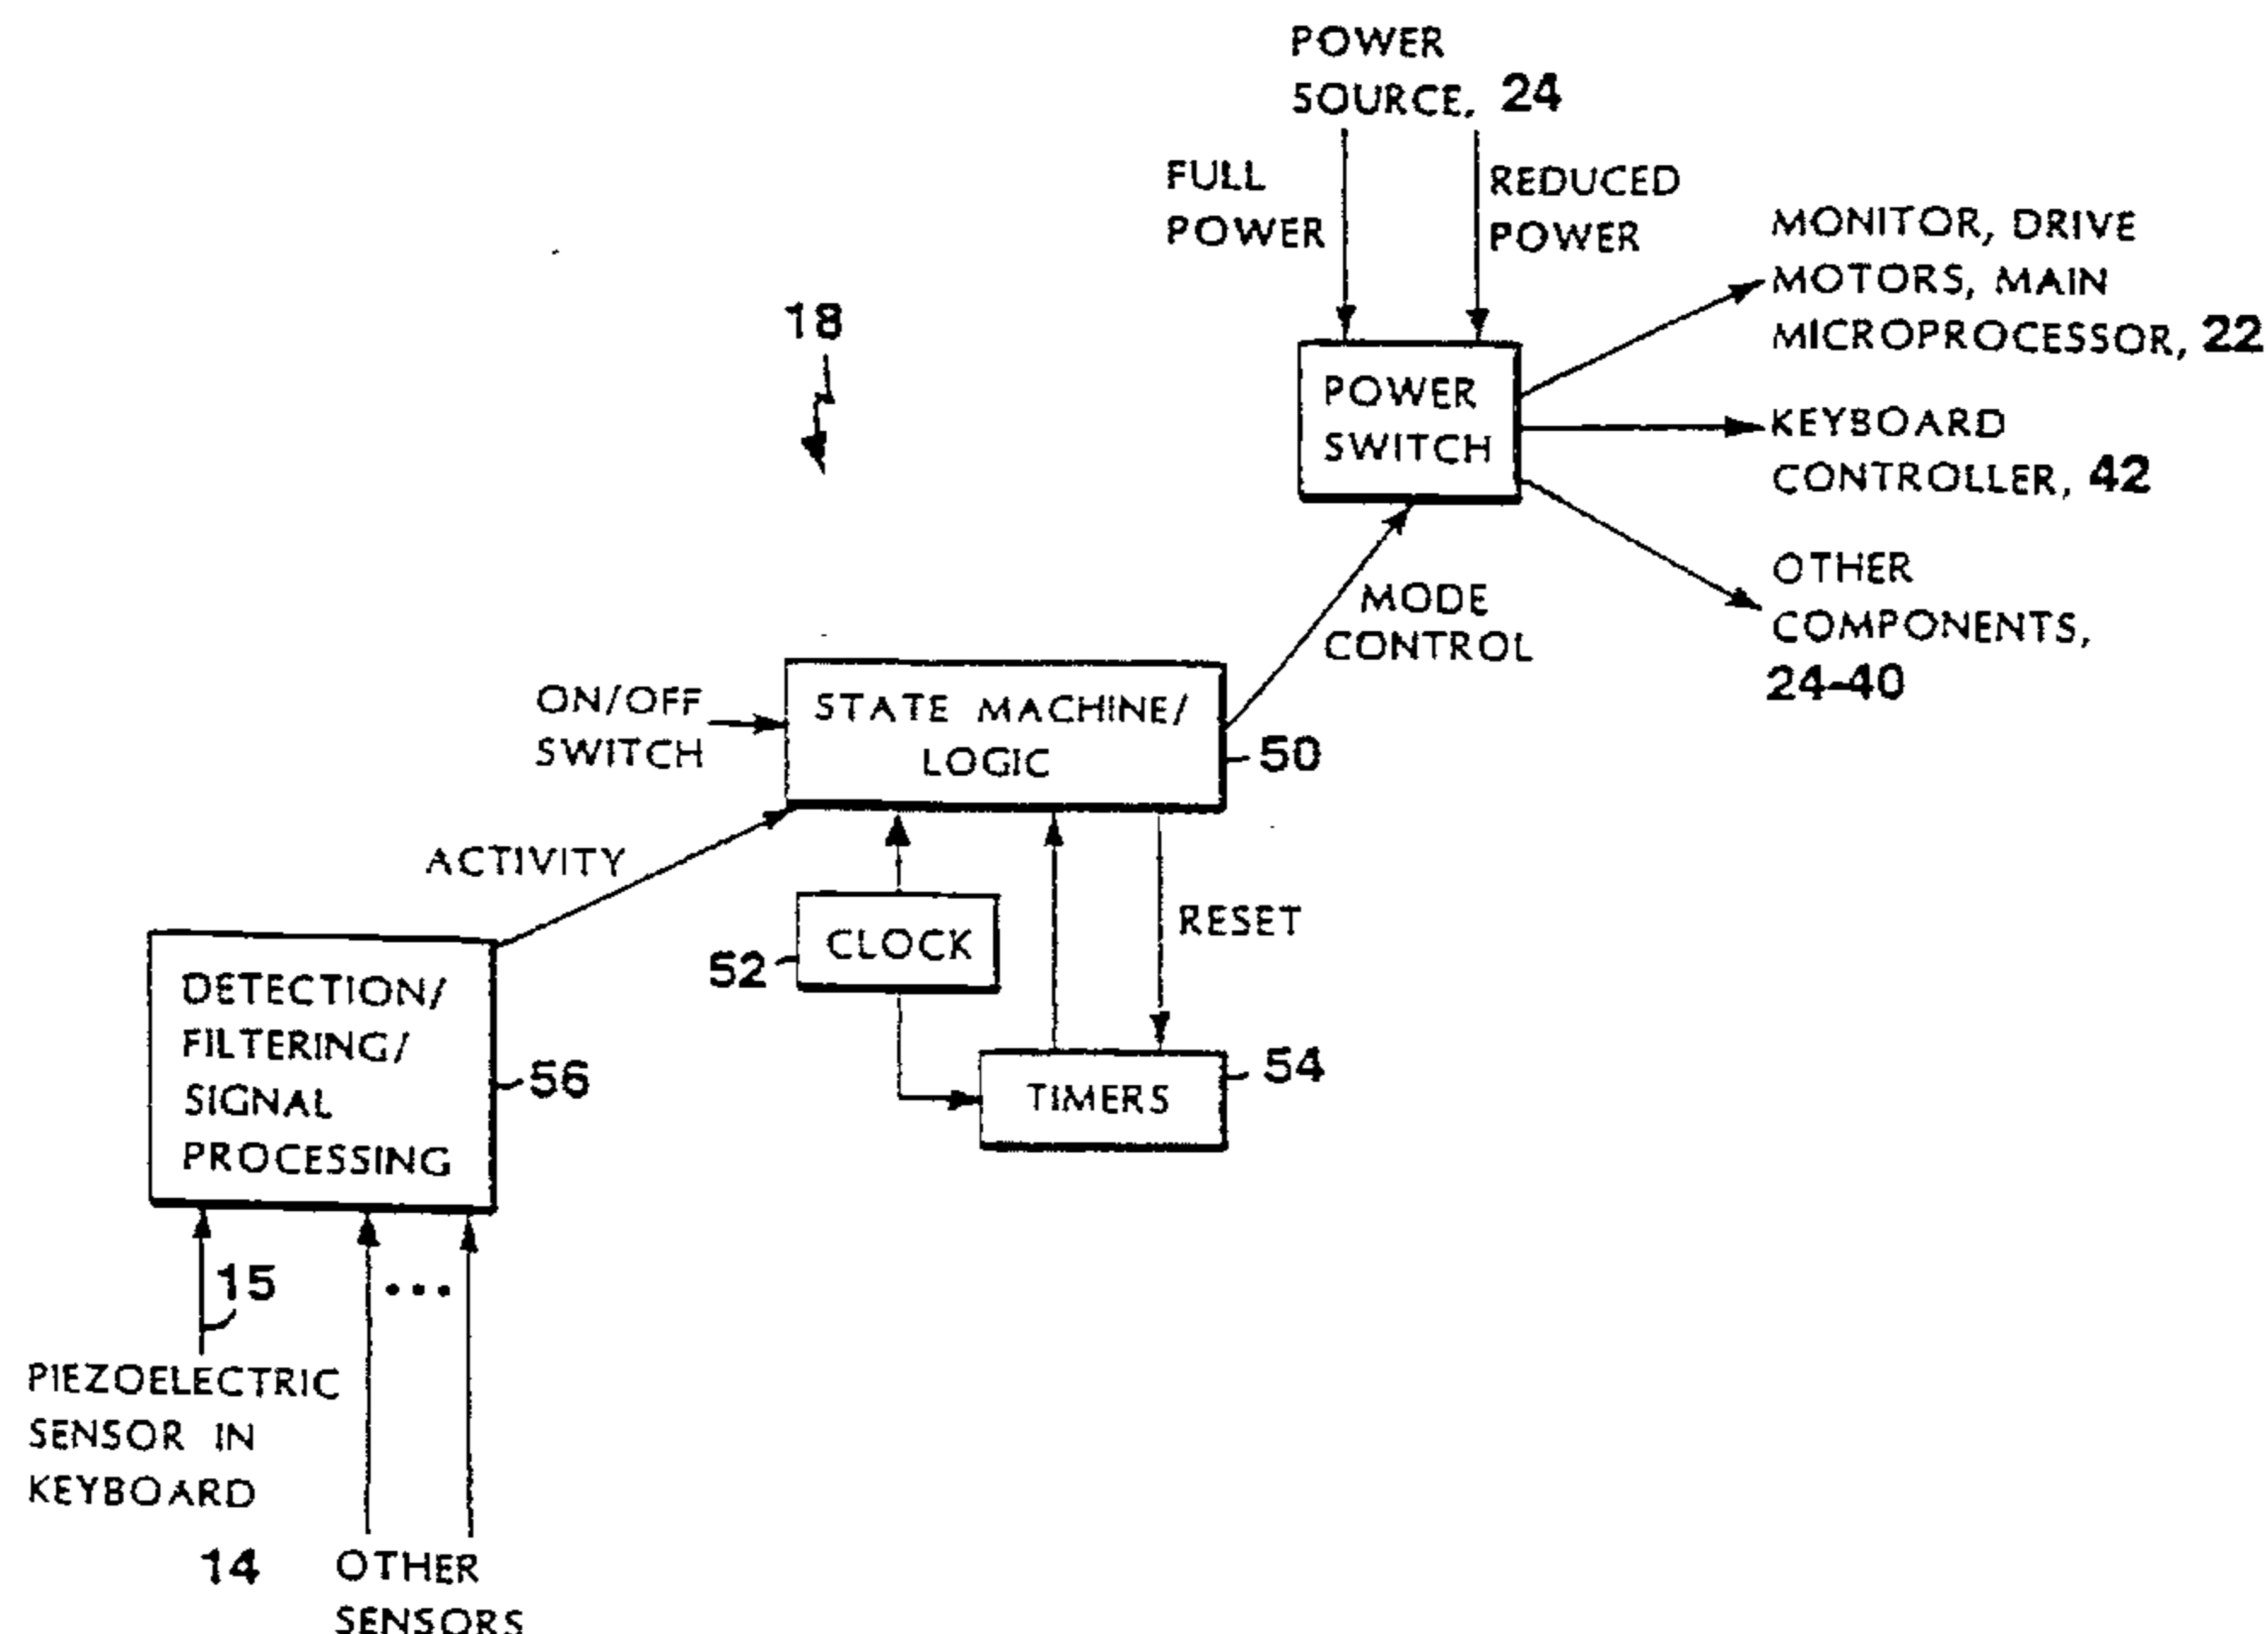 POWER
SOURCE, 24
FULL
POWER
REDUCED
POWER
MONITOR, DRIVE
MOTORS, MAIN
MICROPROCESSOR, 22
18
POWER
SWITCH
KEYBOARD
CONTROLLER, 42
OTHER
COMPONENTS,
24-40
MODE
CONTROL
ON/OFF
SWITCH
STATE MACHINE/
LOGIC
50
ACTIVITY
CLOCK
52
RESET
DETECTION/
FILTERING/
SIGNAL
PROCESSING
56
TIMERS
54
15
...
PIEZOELECTRIC
SENSOR IN
KEYBOARD
14
OTHER
SENSORS